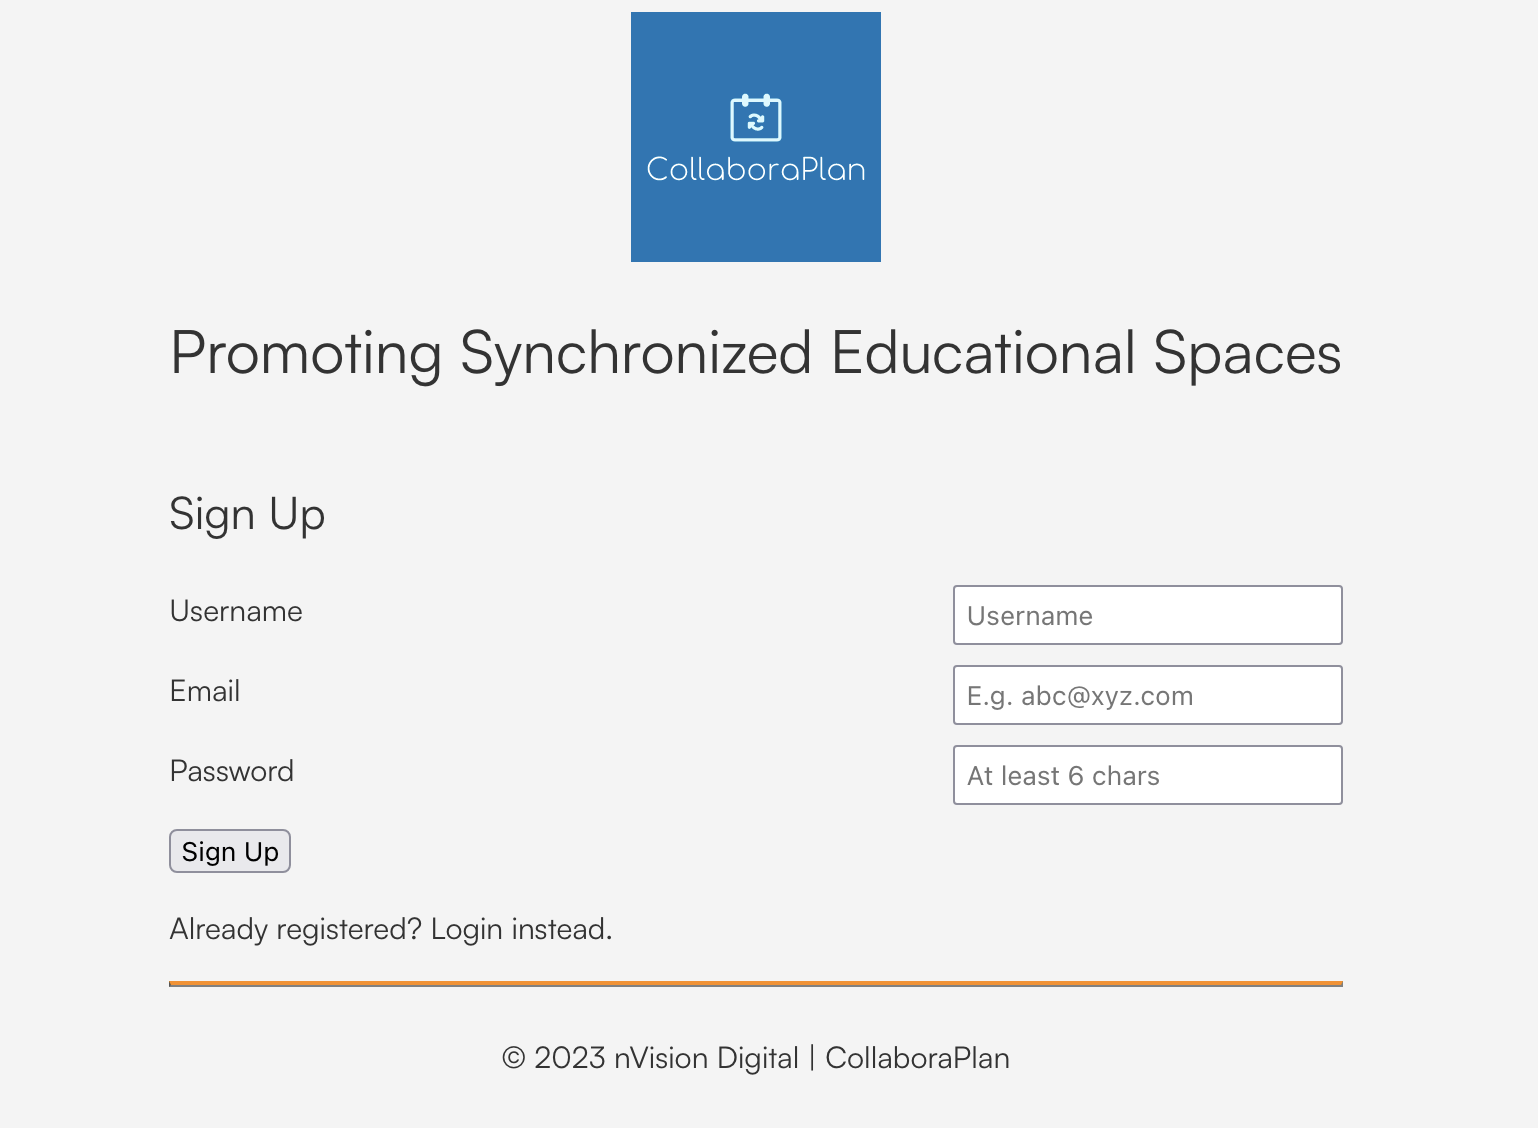 CollaboraPlan
Promoting Synchronized Educational Spaces
Sign Up
Username
Username
Email
E.g. abc@xyz.com
Password
At least 6 chars
Sign Up
Already registered? Login instead.
© 2023 nVision Digital | CollaboraPlan